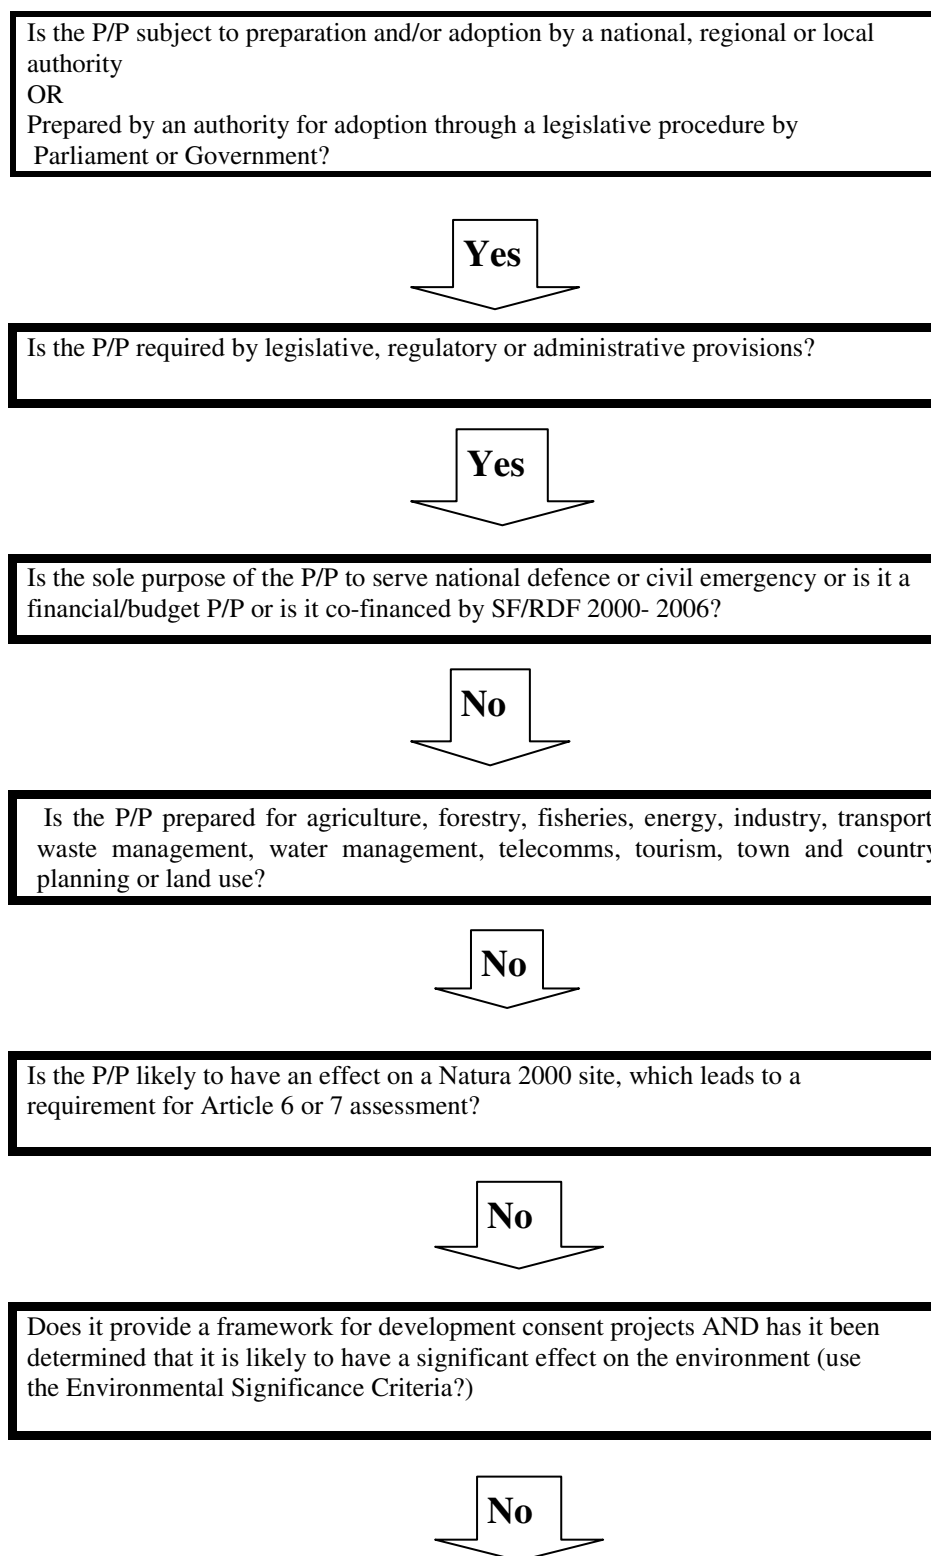 Is the P/P subject to preparation and/or adoption by a national, regional or local
authority
OR
Prepared by an authority for adoption through a legislative procedure by
Parliament or Government?
Yes
Is the P/P required by legislative, regulatory or administrative provisions?
Yes
Is the sole purpose of the P/P to serve national defence or civil emergency or is it a
financial/budget P/P or is it co-financed by SF/RDF 2000- 2006?
No
Is the P/P prepared for agriculture, forestry, fisheries, energy, industry, transport
waste management, water management, telecomms, tourism, town and country
planning or land use?
No
Is the P/P likely to have an effect on a Natura 2000 site, which leads to a
requirement for Article 6 or 7 assessment?
No
Does it provide a framework for development consent projects AND has it been
determined that it is likely to have a significant effect on the environment (use
the Environmental Significance Criteria?)
No